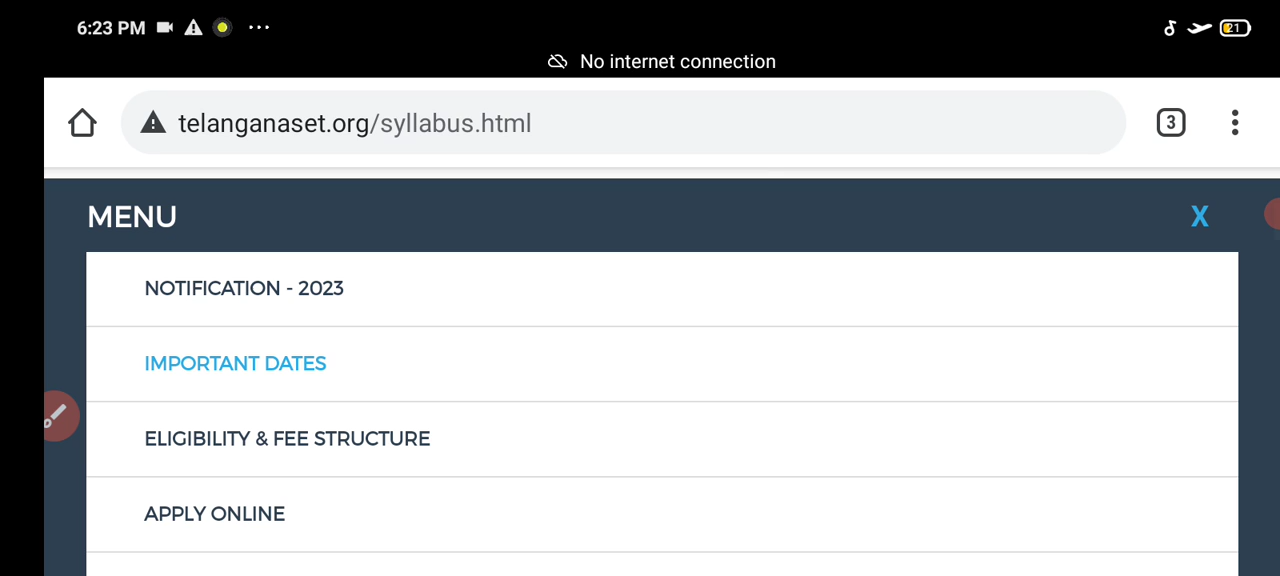 6:23 PM ... 21
No internet connection
telanganaset.org/syllabus.html 3
MENU X
NOTIFICATION - 2023
IMPORTANT DATES
ELIGIBILITY & FEE STRUCTURE
APPLY ONLINE